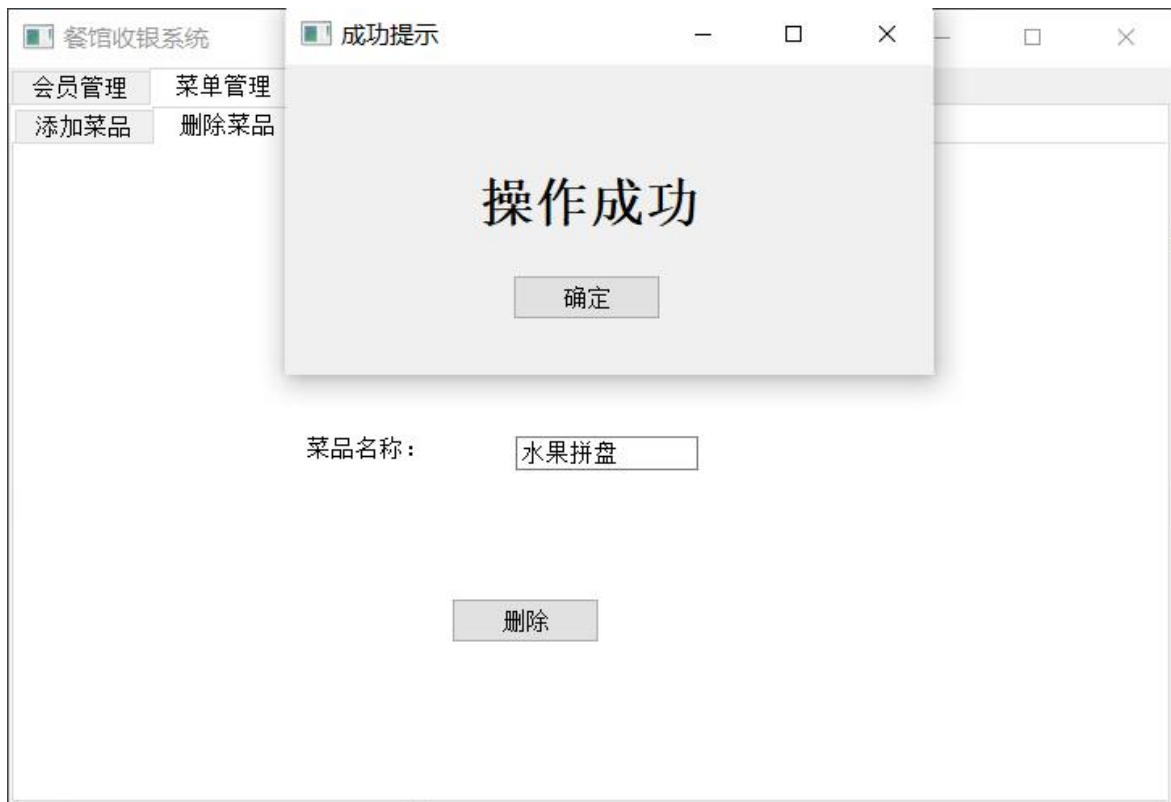 餐馆收银系统
成功提示
会员管理 菜单管理
添加菜品 删除菜品
操作成功
确定
菜品名称： 水果拼盘
删除